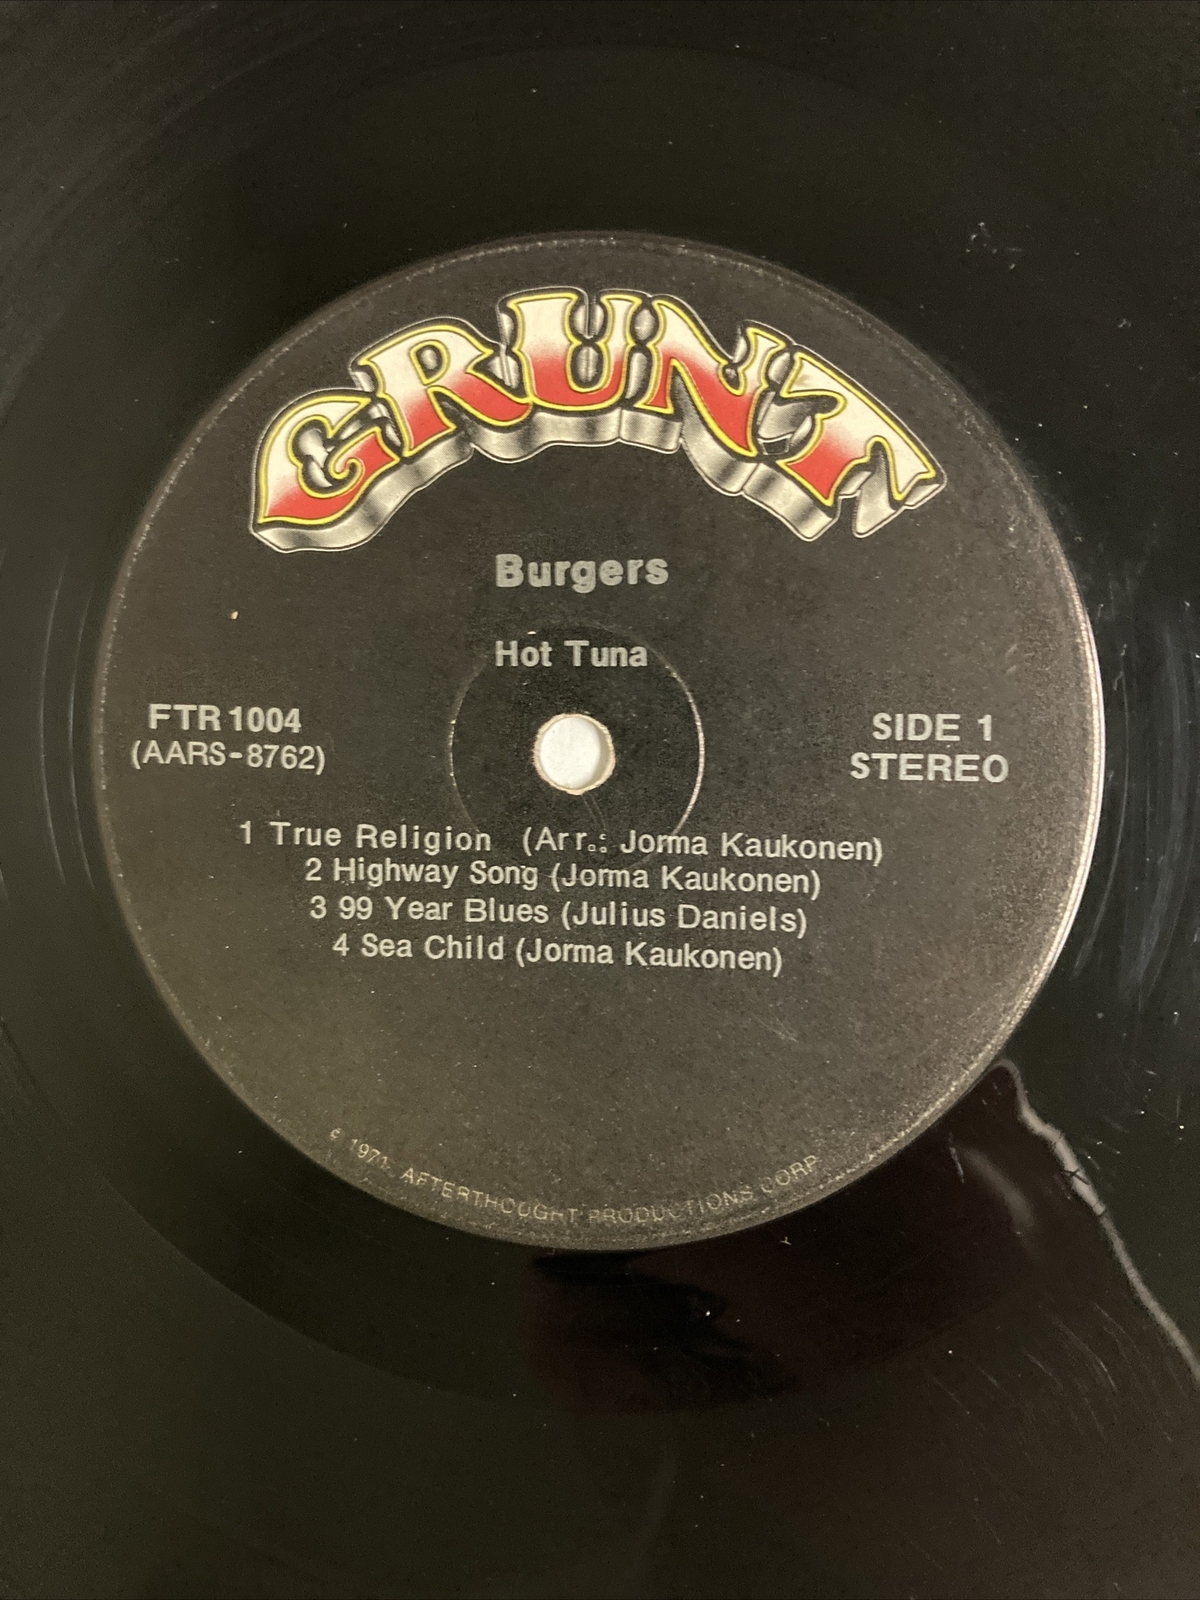 GRUNT
Burgers
Hot Tuna
FTR 1004
(AARS-8762)
SIDE 1
STEREO
1 True Religion (Arr.: Jorma Kaukonen)
2 Highway Song (Jorma Kaukonen)
3 99 Year Blues (Julius Daniels)
4 Sea Child (Jorma Kaukonen)
© 1971, AFTERTHOUGHT PRODUCTIONS CORP